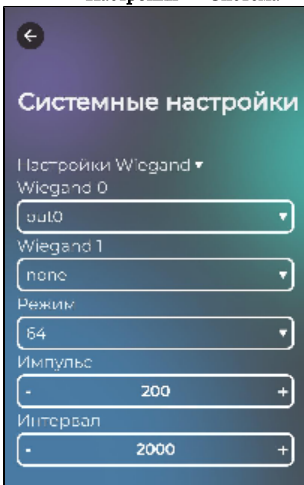 Системные настройки
Настройки Wiegand ▾
Wiegand 0
out0
Wiegand 1
none
Режим
64
Импульс
- 200 +
Интервал
- 2000 +